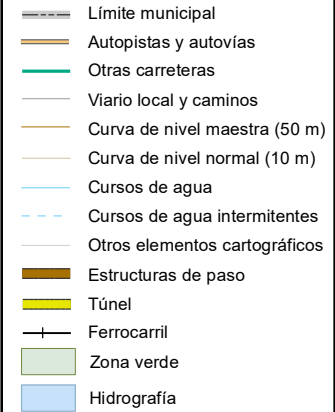 Límite municipal
Autopistas y autovías
Otras carreteras
Viario local y caminos
Curva de nivel maestra (50 m)
Curva de nivel normal (10 m)
Cursos de agua
Cursos de agua intermitentes
Otros elementos cartográficos
Estructuras de paso
Túnel
Ferrocarril
Zona verde
Hidrografía